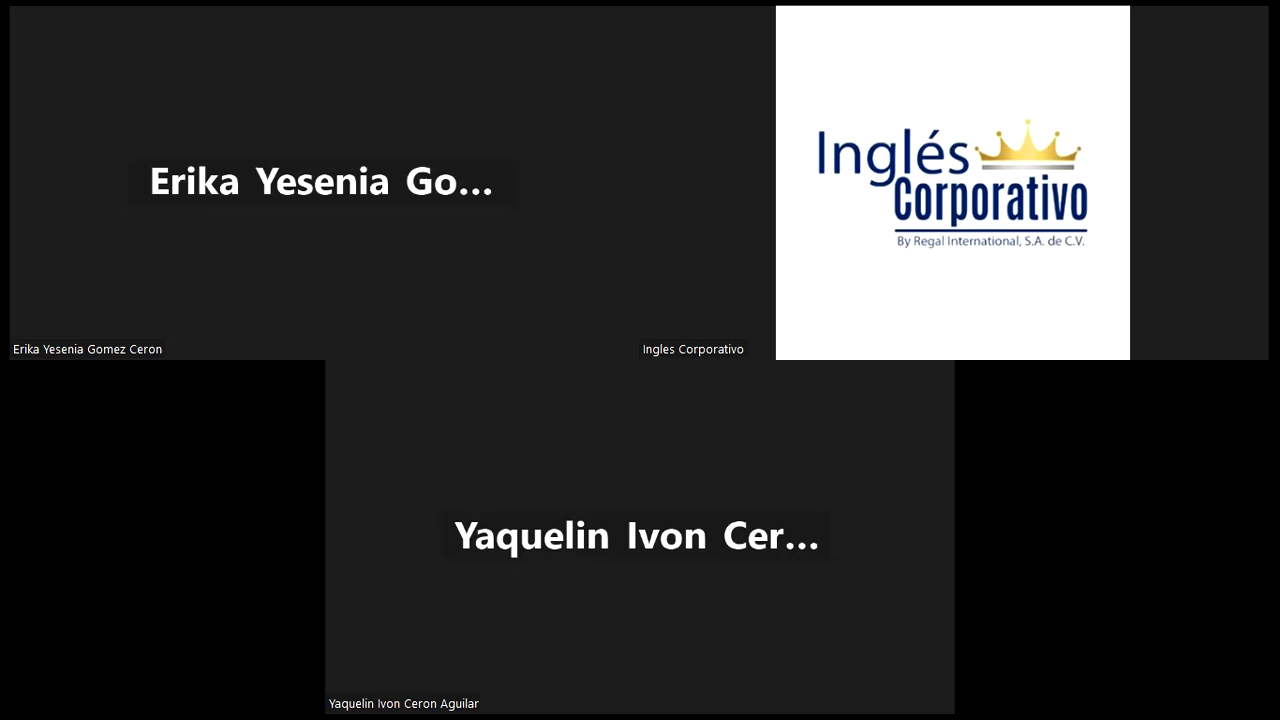 Erika Yesenia Go...
Erika Yesenia Gomez Ceron
Inglés
Corporativo
By Regal International, S.A. de C.V.
Ingles Corporativo
Yaquelin Ivon Cer...
Yaquelin Ivon Ceron Aguilar